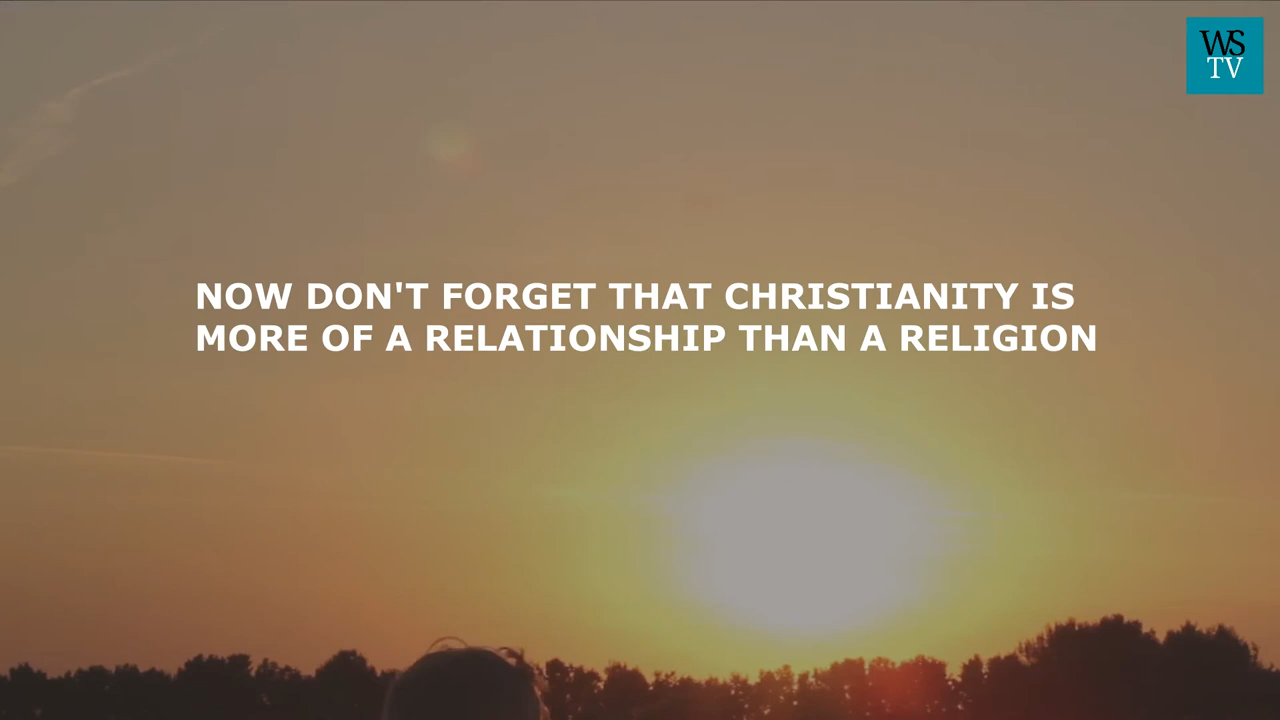 WS
TV
NOW DON'T FORGET THAT CHRISTIANITY IS
MORE OF A RELATIONSHIP THAN A RELIGION